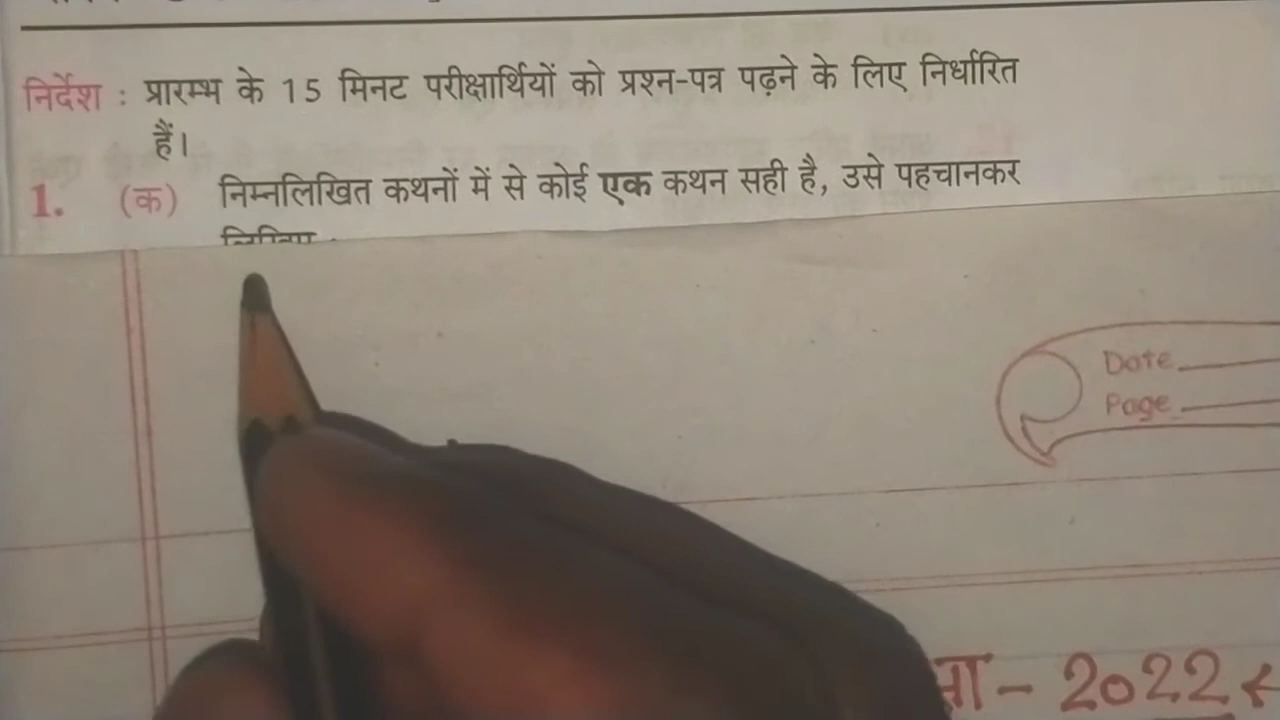 निर्देश : प्रारम्भ के 15 मिनट परीक्षार्थियों को प्रश्न-पत्र पढ़ने के लिए निर्धारित
हैं।
1. (क) निम्नलिखित कथनों में से कोई एक कथन सही है, उसे पहचानकर
लिखिए
Date
Page
- 2022